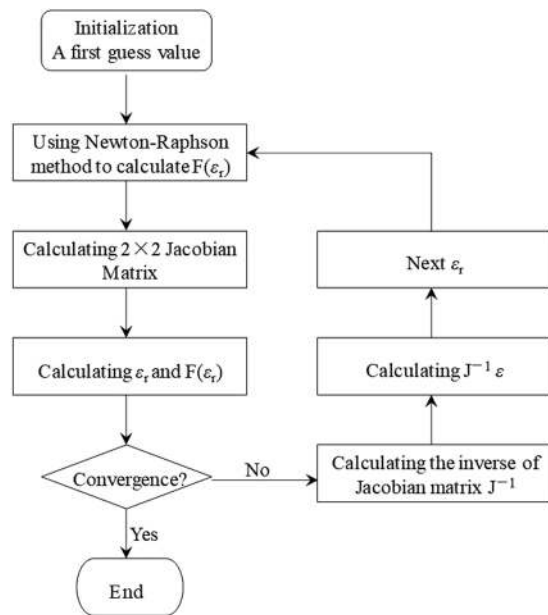 Initialization
A first guess value
Using Newton-Raphson
method to calculate F(εr)
Calculating 2×2 Jacobian
Matrix
Next εr
Calculating εr and F(εr)
Calculating J⁻¹ ε
Convergence?
No
Calculating the inverse of
Jacobian matrix J⁻¹
Yes
End